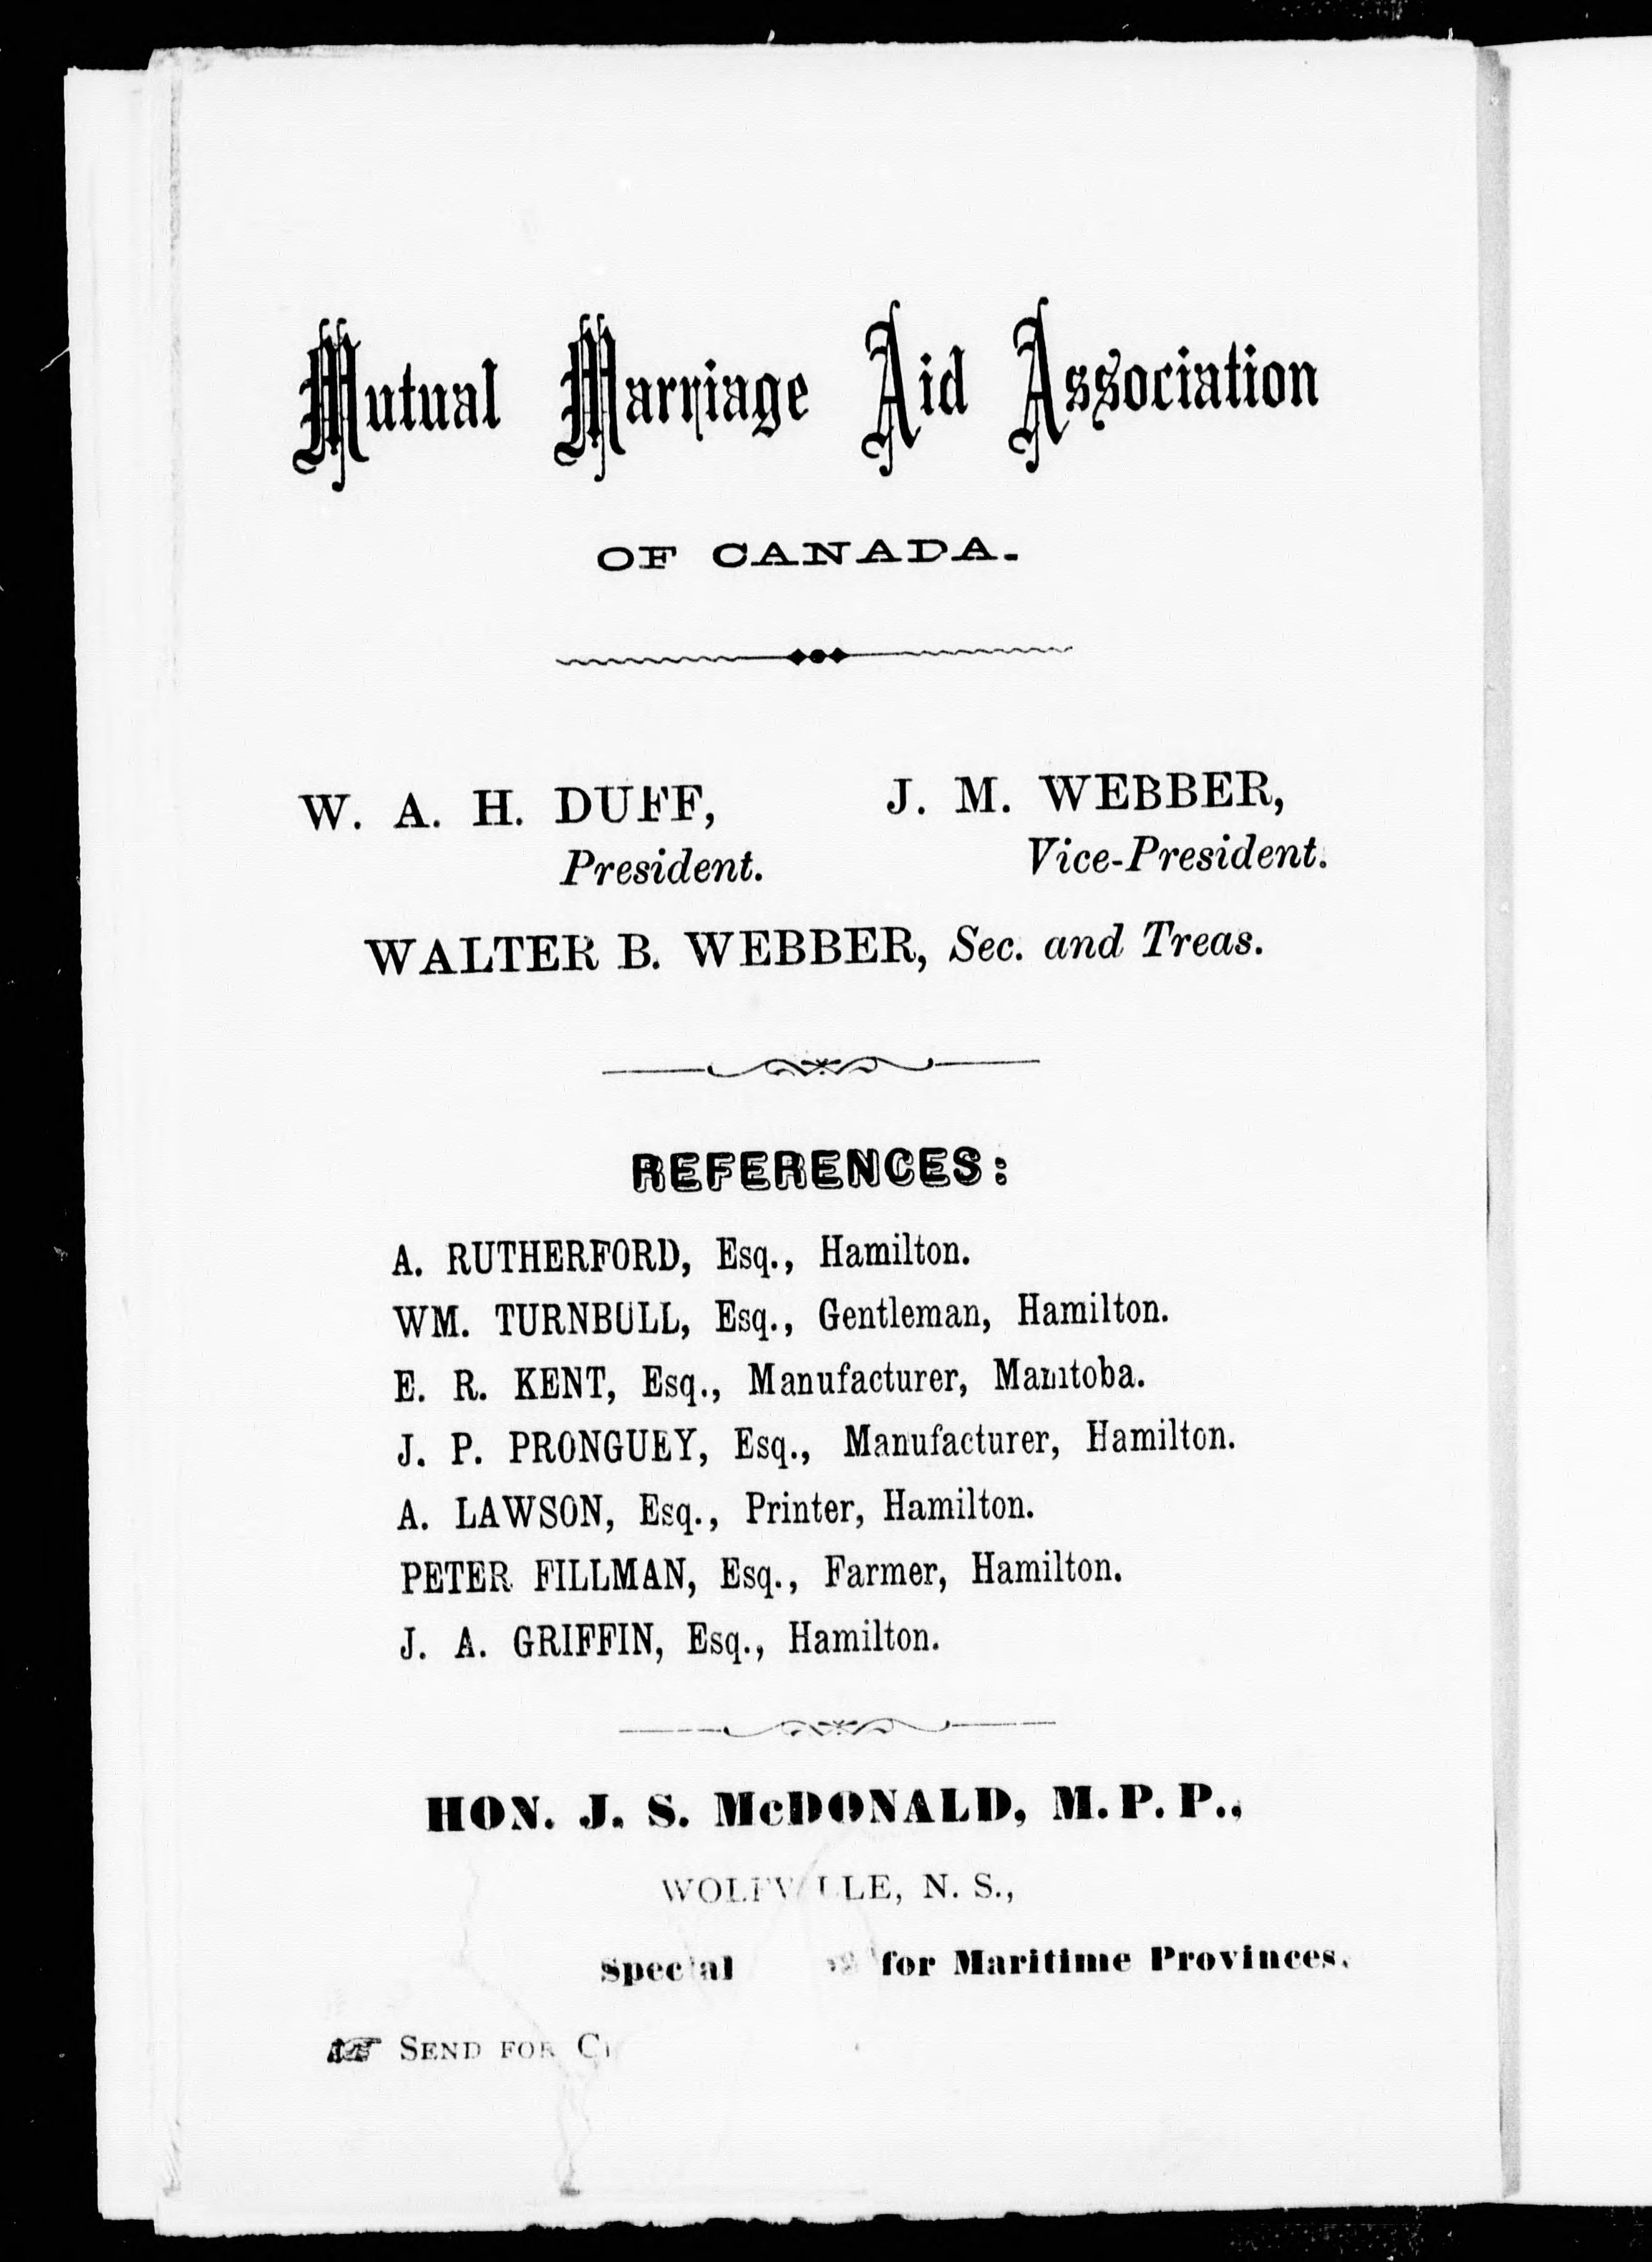 Mutual Marriage Aid Association
OF CANADA.
W. A. H. DUFF,
President.
J. M. WEBBER,
Vice-President.
WALTER B. WEBBER, Sec. and Treas.
REFERENCES:
A. RUTHERFORD, Esq., Hamilton.
WM. TURNBULL, Esq., Gentleman, Hamilton.
E. R. KENT, Esq., Manufacturer, Manitoba.
J. P. PRONGUEY, Esq., Manufacturer, Hamilton.
A. LAWSON, Esq., Printer, Hamilton.
PETER FILLMAN, Esq., Farmer, Hamilton.
J. A. GRIFFIN, Esq., Hamilton.
HON. J. S. McDONALD, M.P.P.,
WOLFVILLE, N. S.,
Special for Maritime Provinces.
☞ SEND FOR